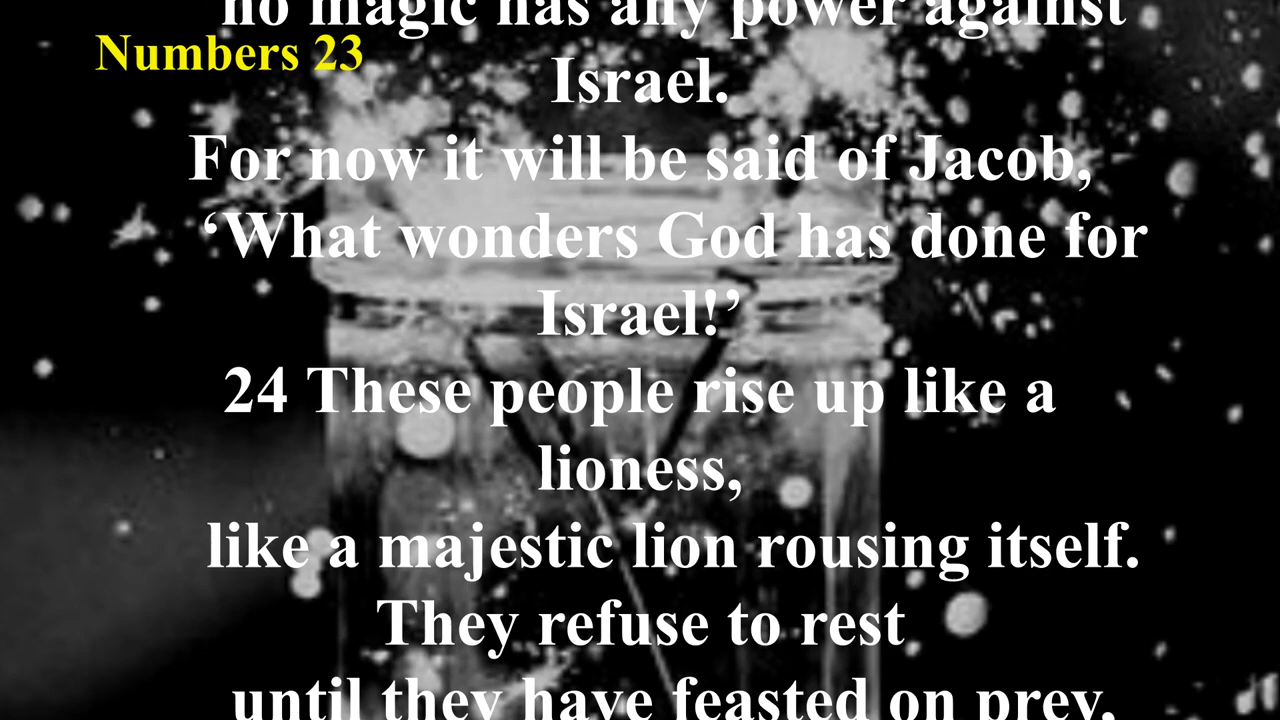 no magic has any power against
Numbers 23
Israel.
For now it will be said of Jacob,
‘What wonders God has done for
Israel!’
24 These people rise up like a
lioness,
like a majestic lion rousing itself.
They refuse to rest
until they have feasted on prey,